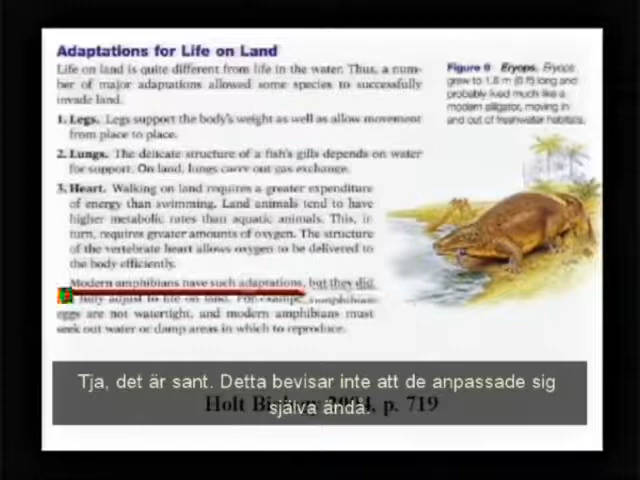 Adaptations for Life on Land
Life on land is quite different from life in the water. Thus, a num-
ber of major adaptations allowed some species to successfully
invade land.
1. Legs. Legs support the body's weight as well as allow movement
from place to place.
2. Lungs. The delicate structure of a fish's gills depends on water
for support. On land, lungs carry out gas exchange.
3. Heart. Walking on land requires a greater expenditure
of energy than swimming. Land animals tend to have
higher metabolic rates than aquatic animals. This, in
turn, requires greater amounts of oxygen. The structure
of the vertebrate heart allows oxygen to be delivered to
the body efficiently.
Modern amphibians have such adaptations, but they did
fully adjust to life on land. For example, amphibian
eggs are not watertight, and modern amphibians must
seek out water or damp areas in which to reproduce.
Figure 6 Eryops. Eryops
grew to 1.8 m (6 ft) long and
probably lived much like a
modern alligator, moving in
and out of freshwater habitats.
Tja, det är sant. Detta bevisar inte att de anpassade sig
själva ändå.
Holt Biology p. 719